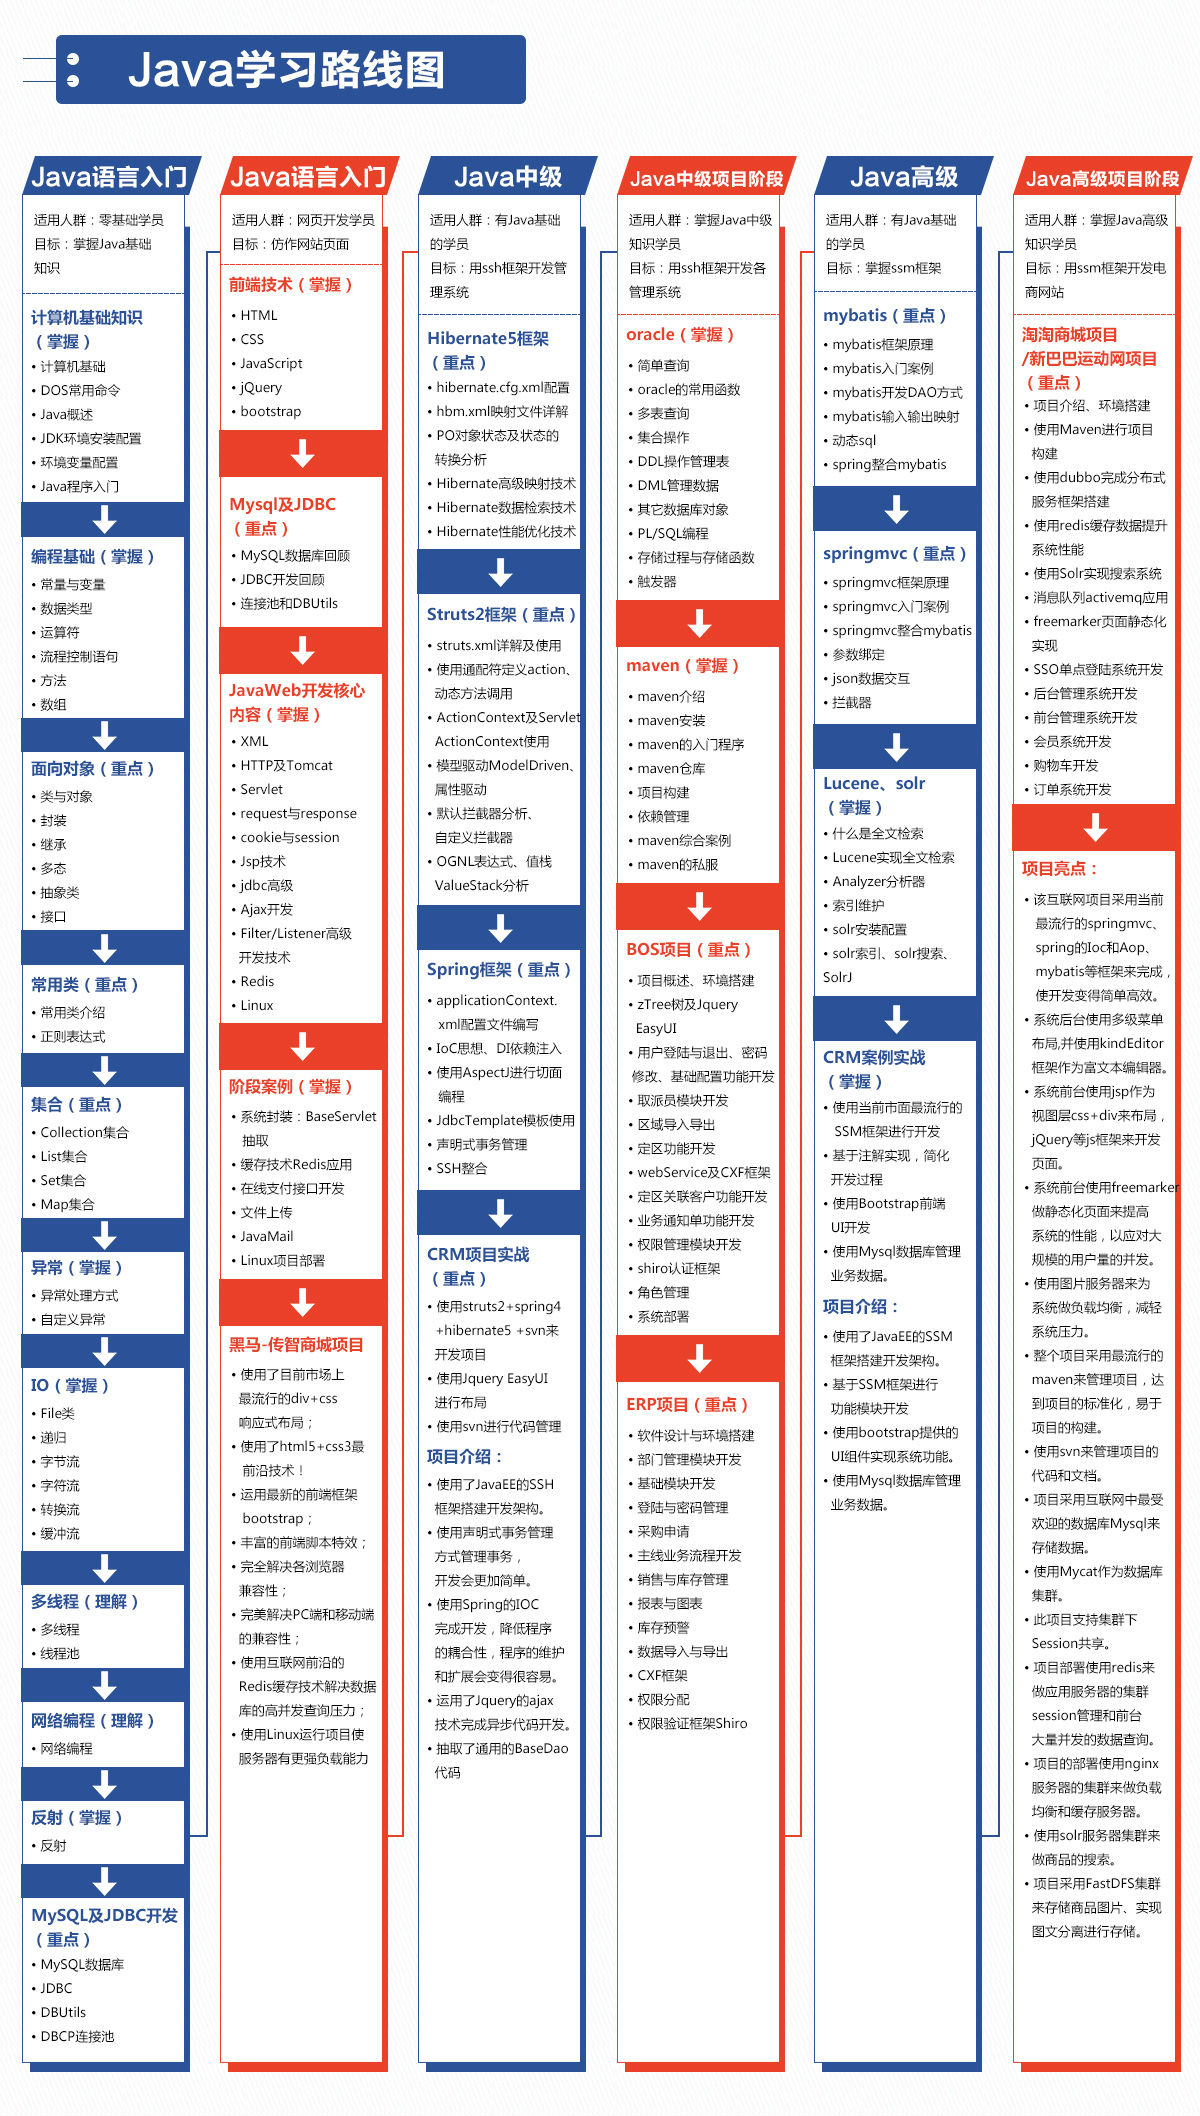 Java学习路线图
Java语言入门
适用人群：零基础学员
目标：掌握Java基础
知识
计算机基础知识
（掌握）
• 计算机基础
• DOS常用命令
• Java概述
• JDK环境安装配置
• 环境变量配置
• Java程序入门
编程基础（掌握）
• 常量与变量
• 数据类型
• 运算符
• 流程控制语句
• 方法
• 数组
面向对象（重点）
• 类与对象
• 封装
• 继承
• 多态
• 抽象类
• 接口
常用类（重点）
• 常用类介绍
• 正则表达式
集合（重点）
• Collection集合
• List集合
• Set集合
• Map集合
异常（掌握）
• 异常处理方式
• 自定义异常
IO（掌握）
• File类
• 递归
• 字节流
• 字符流
• 转换流
• 缓冲流
多线程（理解）
• 多线程
• 线程池
网络编程（理解）
• 网络编程
反射（掌握）
• 反射
MySQL及JDBC开发
（重点）
• MySQL数据库
• JDBC
• DBUtils
• DBCP连接池
Java语言入门
适用人群：网页开发学员
目标：仿作网站页面
前端技术（掌握）
• HTML
• CSS
• JavaScript
• jQuery
• bootstrap
Mysql及JDBC
（重点）
• MySQL数据库回顾
• JDBC开发回顾
• 连接池和DBUtils
JavaWeb开发核心
内容（掌握）
• XML
• HTTP及Tomcat
• Servlet
• request与response
• cookie与session
• Jsp技术
• jdbc高级
• Ajax开发
• Filter/Listener高级
开发技术
• Redis
• Linux
阶段案例（掌握）
• 系统封装：BaseServlet
抽取
• 缓存技术Redis应用
• 在线支付接口开发
• 文件上传
• JavaMail
• Linux项目部署
黑马-传智商城项目
• 使用了目前市场上
最流行的div+css
响应式布局；
• 使用了html5+css3最
前沿技术！
• 运用最新的前端框架
bootstrap；
• 丰富的前端脚本特效；
• 完全解决各浏览器
兼容性；
• 完美解决PC端和移动端
的兼容性；
• 使用互联网前沿的
Redis缓存技术解决数据
库的高并发查询压力；
• 使用Linux运行项目使
服务器有更强负载能力
Java中级
适用人群：有Java基础
的学员
目标：用ssh框架开发管
理系统
Hibernate5框架
（重点）
• hibernate.cfg.xml配置
• hbm.xml映射文件详解
• PO对象状态及状态的
转换分析
• Hibernate高级映射技术
• Hibernate数据检索技术
• Hibernate性能优化技术
Struts2框架（重点）
• struts.xml详解及使用
• 使用通配符定义action、
动态方法调用
• ActionContext及Servlet
ActionContext使用
• 模型驱动ModelDriven、
属性驱动
• 默认拦截器分析、
自定义拦截器
• OGNL表达式、值栈
ValueStack分析
Spring框架（重点）
• applicationContext.
xml配置文件编写
• IoC思想、DI依赖注入
• 使用AspectJ进行切面
编程
• JdbcTemplate模板使用
• 声明式事务管理
• SSH整合
CRM项目实战
（重点）
• 使用struts2+spring4
+hibernate5 +svn来
开发项目
• 使用Jquery EasyUI
进行布局
• 使用svn进行代码管理
项目介绍：
• 使用了JavaEE的SSH
框架搭建开发架构。
• 使用声明式事务管理
方式管理事务，
开发会更加简单。
• 使用Spring的IOC
完成开发，降低程序
的耦合性，程序的维护
和扩展会变得很容易。
• 运用了Jquery的ajax
技术完成异步代码开发。
• 抽取了通用的BaseDao
代码
Java中级项目阶段
适用人群：掌握Java中级
知识学员
目标：用ssh框架开发各
管理系统
oracle（掌握）
• 简单查询
• oracle的常用函数
• 多表查询
• 集合操作
• DDL操作管理表
• DML管理数据
• 其它数据库对象
• PL/SQL编程
• 存储过程与存储函数
• 触发器
maven（掌握）
• maven介绍
• maven安装
• maven的入门程序
• maven仓库
• 项目构建
• 依赖管理
• maven综合案例
• maven的私服
BOS项目（重点）
• 项目概述、环境搭建
• zTree树及Jquery
EasyUI
• 用户登陆与退出、密码
修改、基础配置功能开发
• 取派员模块开发
• 区域导入导出
• 定区功能开发
• webService及CXF框架
• 定区关联客户功能开发
• 业务通知单功能开发
• 权限管理模块开发
• shiro认证框架
• 角色管理
• 系统部署
ERP项目（重点）
• 软件设计与环境搭建
• 部门管理模块开发
• 基础模块开发
• 登陆与密码管理
• 采购申请
• 主线业务流程开发
• 销售与库存管理
• 报表与图表
• 库存预警
• 数据导入与导出
• CXF框架
• 权限分配
• 权限验证框架Shiro
Java高级
适用人群：有Java基础
的学员
目标：掌握ssm框架
mybatis（重点）
• mybatis框架原理
• mybatis入门案例
• mybatis开发DAO方式
• mybatis输入输出映射
• 动态sql
• spring整合mybatis
springmvc（重点）
• springmvc框架原理
• springmvc入门案例
• springmvc整合mybatis
• 参数绑定
• json数据交互
• 拦截器
Lucene、solr
（掌握）
• 什么是全文检索
• Lucene实现全文检索
• Analyzer分析器
• 索引维护
• solr安装配置
• solr索引、solr搜索、
SolrJ
CRM案例实战
（掌握）
• 使用当前市面最流行的
SSM框架进行开发
• 基于注解实现，简化
开发过程
• 使用Bootstrap前端
UI开发
• 使用Mysql数据库管理
业务数据。
项目介绍：
• 使用了JavaEE的SSM
框架搭建开发架构。
• 基于SSM框架进行
功能模块开发
• 使用bootstrap提供的
UI组件实现系统功能。
• 使用Mysql数据库管理
业务数据。
Java高级项目阶段
适用人群：掌握Java高级
知识学员
目标：用ssm框架开发电
商网站
淘淘商城项目
/新巴巴运动网项目
（重点）
• 项目介绍、环境搭建
• 使用Maven进行项目
构建
• 使用dubbo完成分布式
服务框架搭建
• 使用redis缓存数据提升
系统性能
• 使用Solr实现搜索系统
• 消息队列activemq应用
• freemarker页面静态化
实现
• SSO单点登陆系统开发
• 后台管理系统开发
• 前台管理系统开发
• 会员系统开发
• 购物车开发
• 订单系统开发
项目亮点：
• 该互联网项目采用当前
最流行的springmvc、
spring的Ioc和Aop、
mybatis等框架来完成，
使开发变得简单高效。
• 系统后台使用多级菜单
布局,并使用kindEditor
框架作为富文本编辑器。
• 系统前台使用jsp作为
视图层css+div来布局，
jQuery等js框架来开发
页面。
• 系统前台使用freemarker
做静态化页面来提高
系统的性能，以应对大
规模的用户量的并发。
• 使用图片服务器来为
系统做负载均衡，减轻
系统压力。
• 整个项目采用最流行的
maven来管理项目，达
到项目的标准化，易于
项目的构建。
• 使用svn来管理项目的
代码和文档。
• 项目采用互联网中最受
欢迎的数据库Mysql来
存储数据。
• 使用Mycat作为数据库
集群。
• 此项目支持集群下
Session共享。
• 项目部署使用redis来
做应用服务器的集群
session管理和前台
大量并发的数据查询。
• 项目的部署使用nginx
服务器的集群来做负载
均衡和缓存服务器。
• 使用solr服务器集群来
做商品的搜索。
• 项目采用FastDFS集群
来存储商品图片、实现
图文分离进行存储。